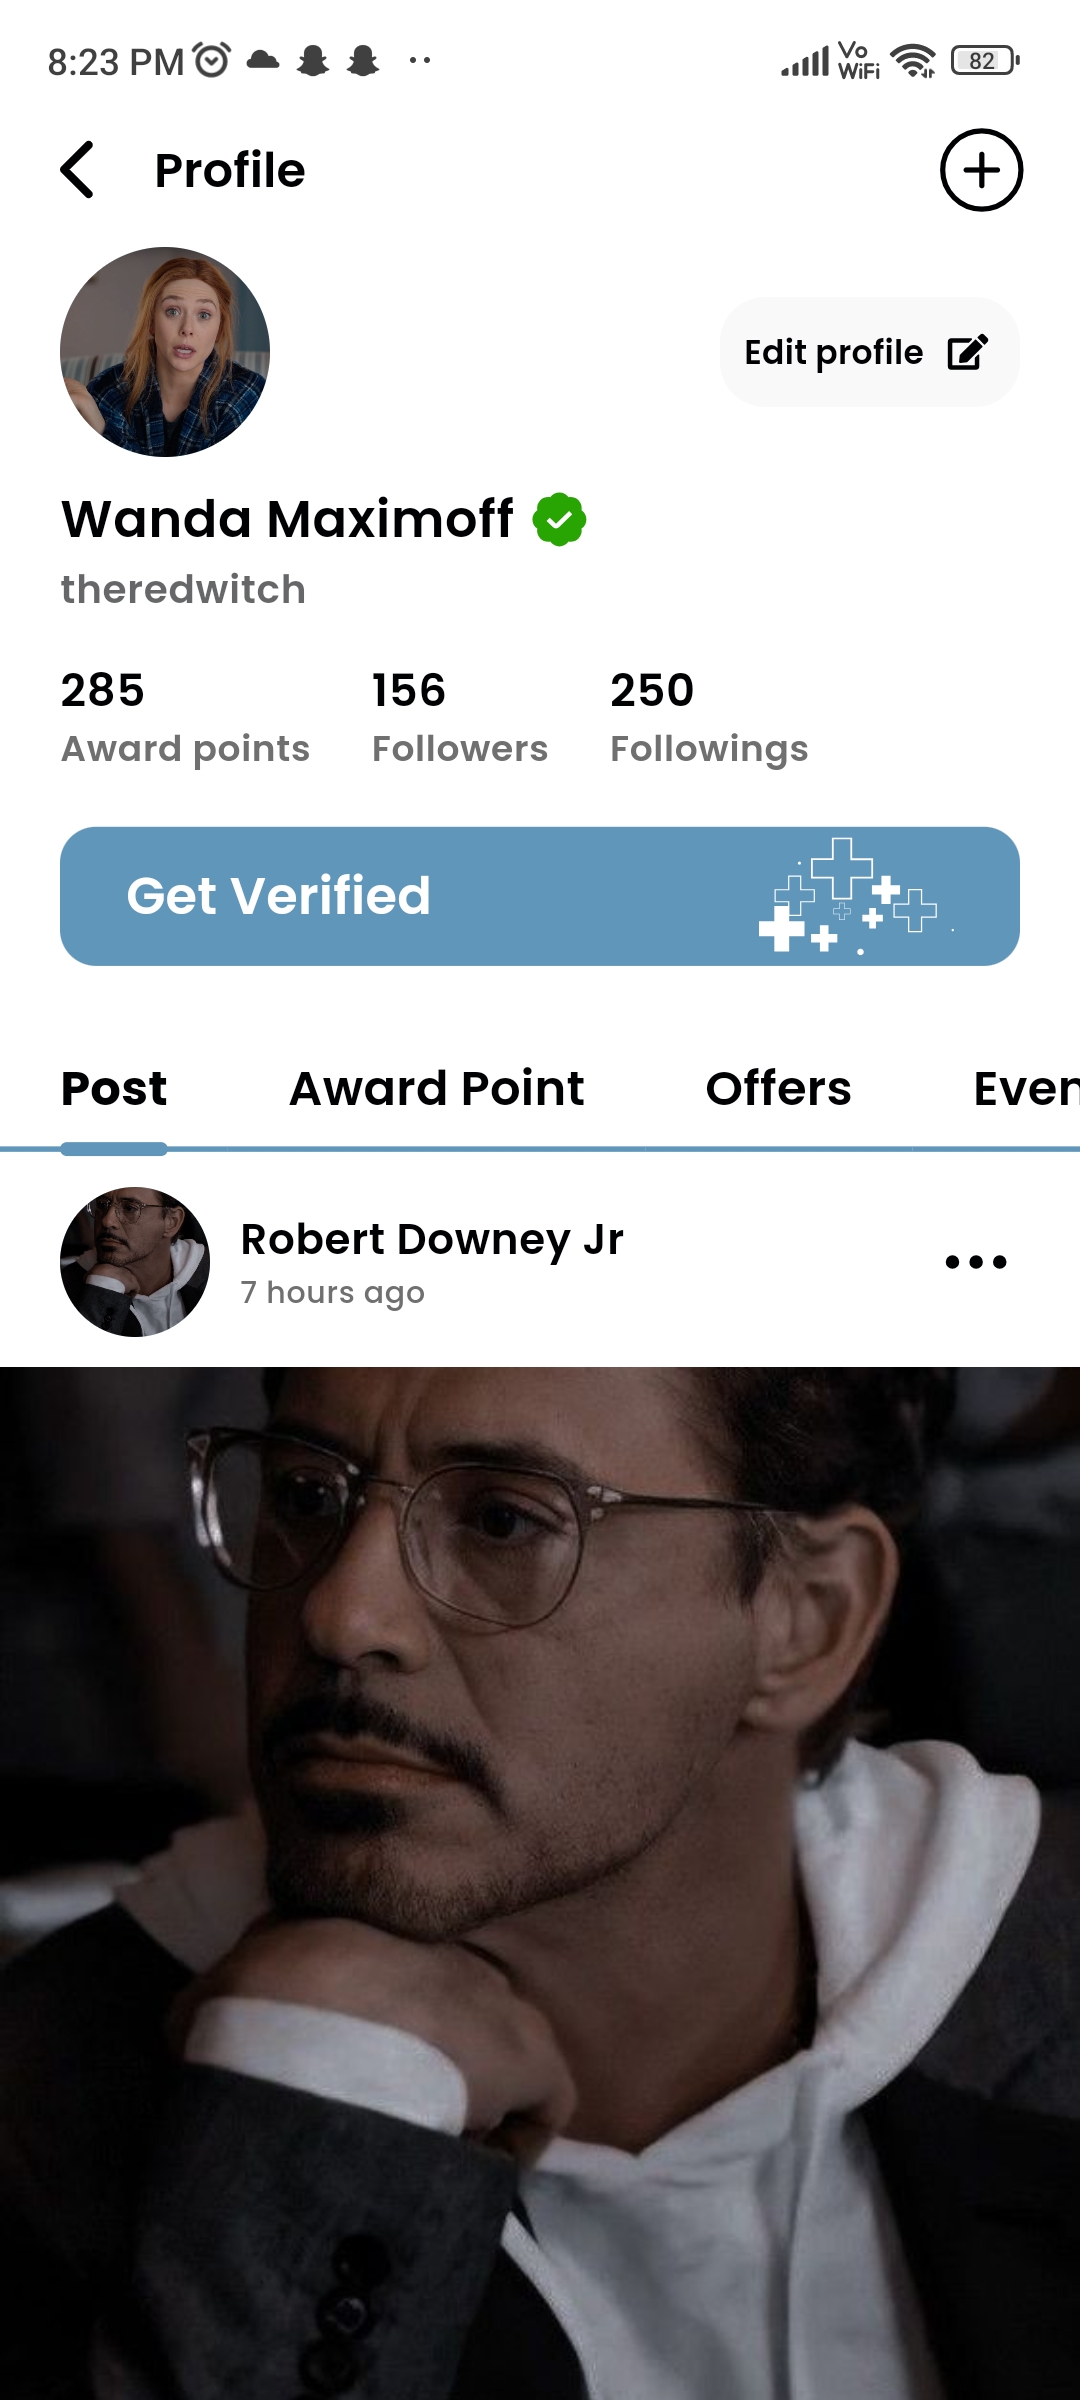 8:23 PM
Vo
WiFi
82
Profile
Edit profile
Wanda Maximoff
theredwitch
285 156 250
Award points Followers Followings
Get Verified
Post Award Point Offers Even
Robert Downey Jr
7 hours ago